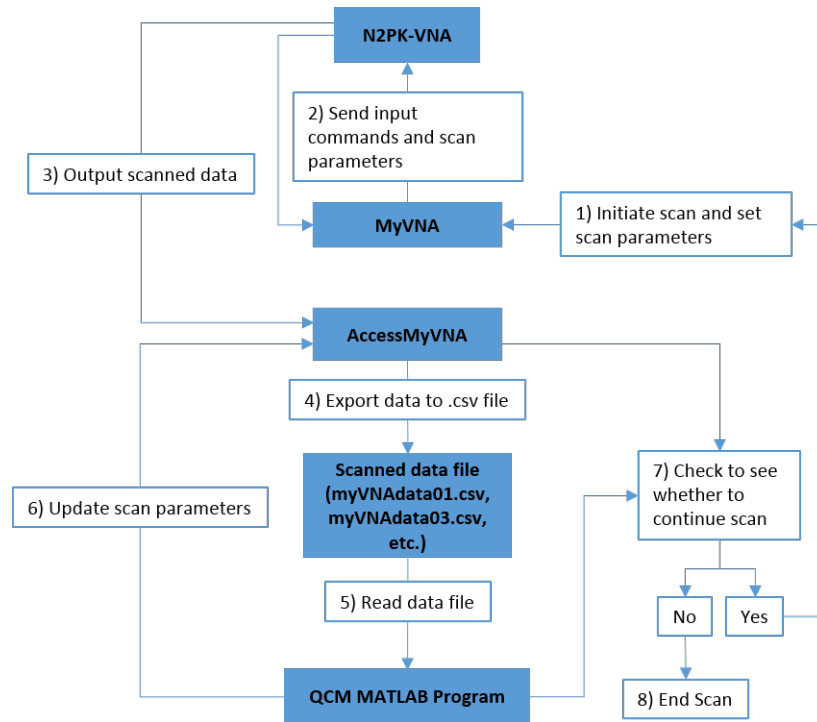 N2PK-VNA
2) Send input
commands and scan
parameters
3) Output scanned data
MyVNA
1) Initiate scan and set
scan parameters
AccessMyVNA
4) Export data to .csv file
Scanned data file
(myVNAdata01.csv,
myVNAdata03.csv,
etc.)
7) Check to see
whether to
continue scan
6) Update scan parameters
5) Read data file
No
Yes
QCM MATLAB Program
8) End Scan